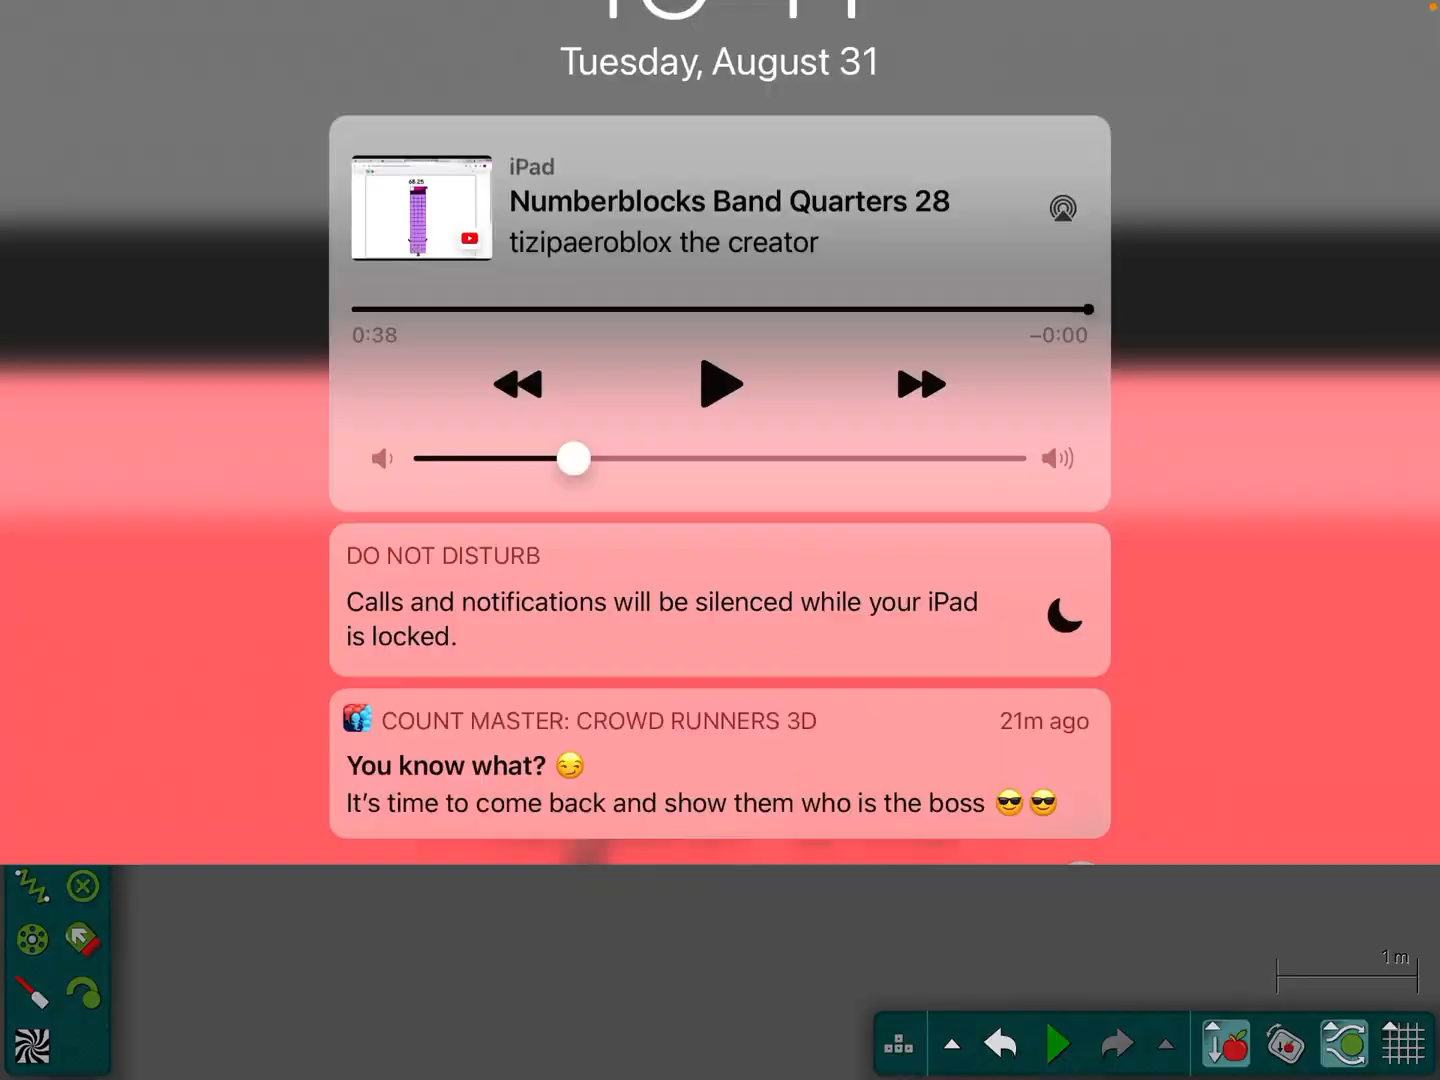 Tuesday, August 31
68.25
iPad
Numberblocks Band Quarters 28
tizipaeroblox the creator
0:38
–0:00
DO NOT DISTURB
Calls and notifications will be silenced while your iPad
is locked.
COUNT MASTER: CROWD RUNNERS 3D
21m ago
You know what? 😏
It’s time to come back and show them who is the boss 😎😎
1 m